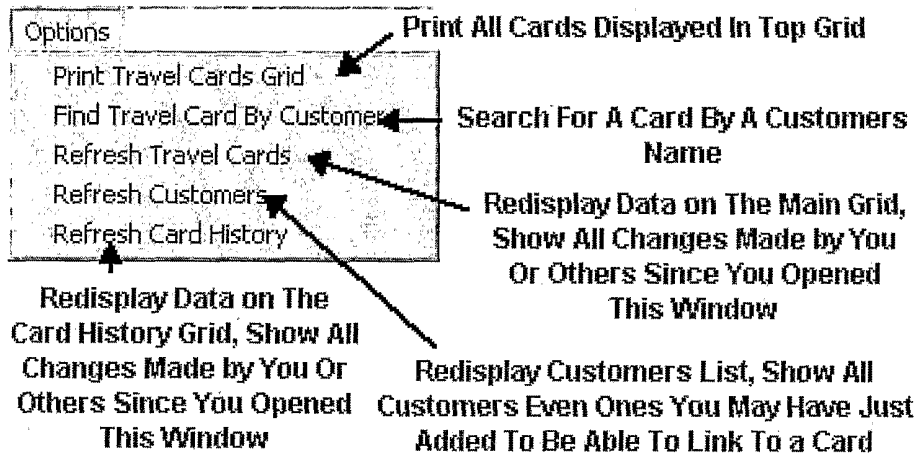 Options
Print Travel Cards Grid
Find Travel Card By Customer
Refresh Travel Cards
Refresh Customers
Refresh Card History
Print All Cards Displayed In Top Grid
Search For A Card By A Customers
Name
Redisplay Data on The Main Grid,
Show All Changes Made by You
Or Others Since You Opened
This Window
Redisplay Data on The
Card History Grid, Show All
Changes Made by You Or
Others Since You Opened
This Window
Redisplay Customers List, Show All
Customers Even Ones You May Have Just
Added To Be Able To Link To a Card